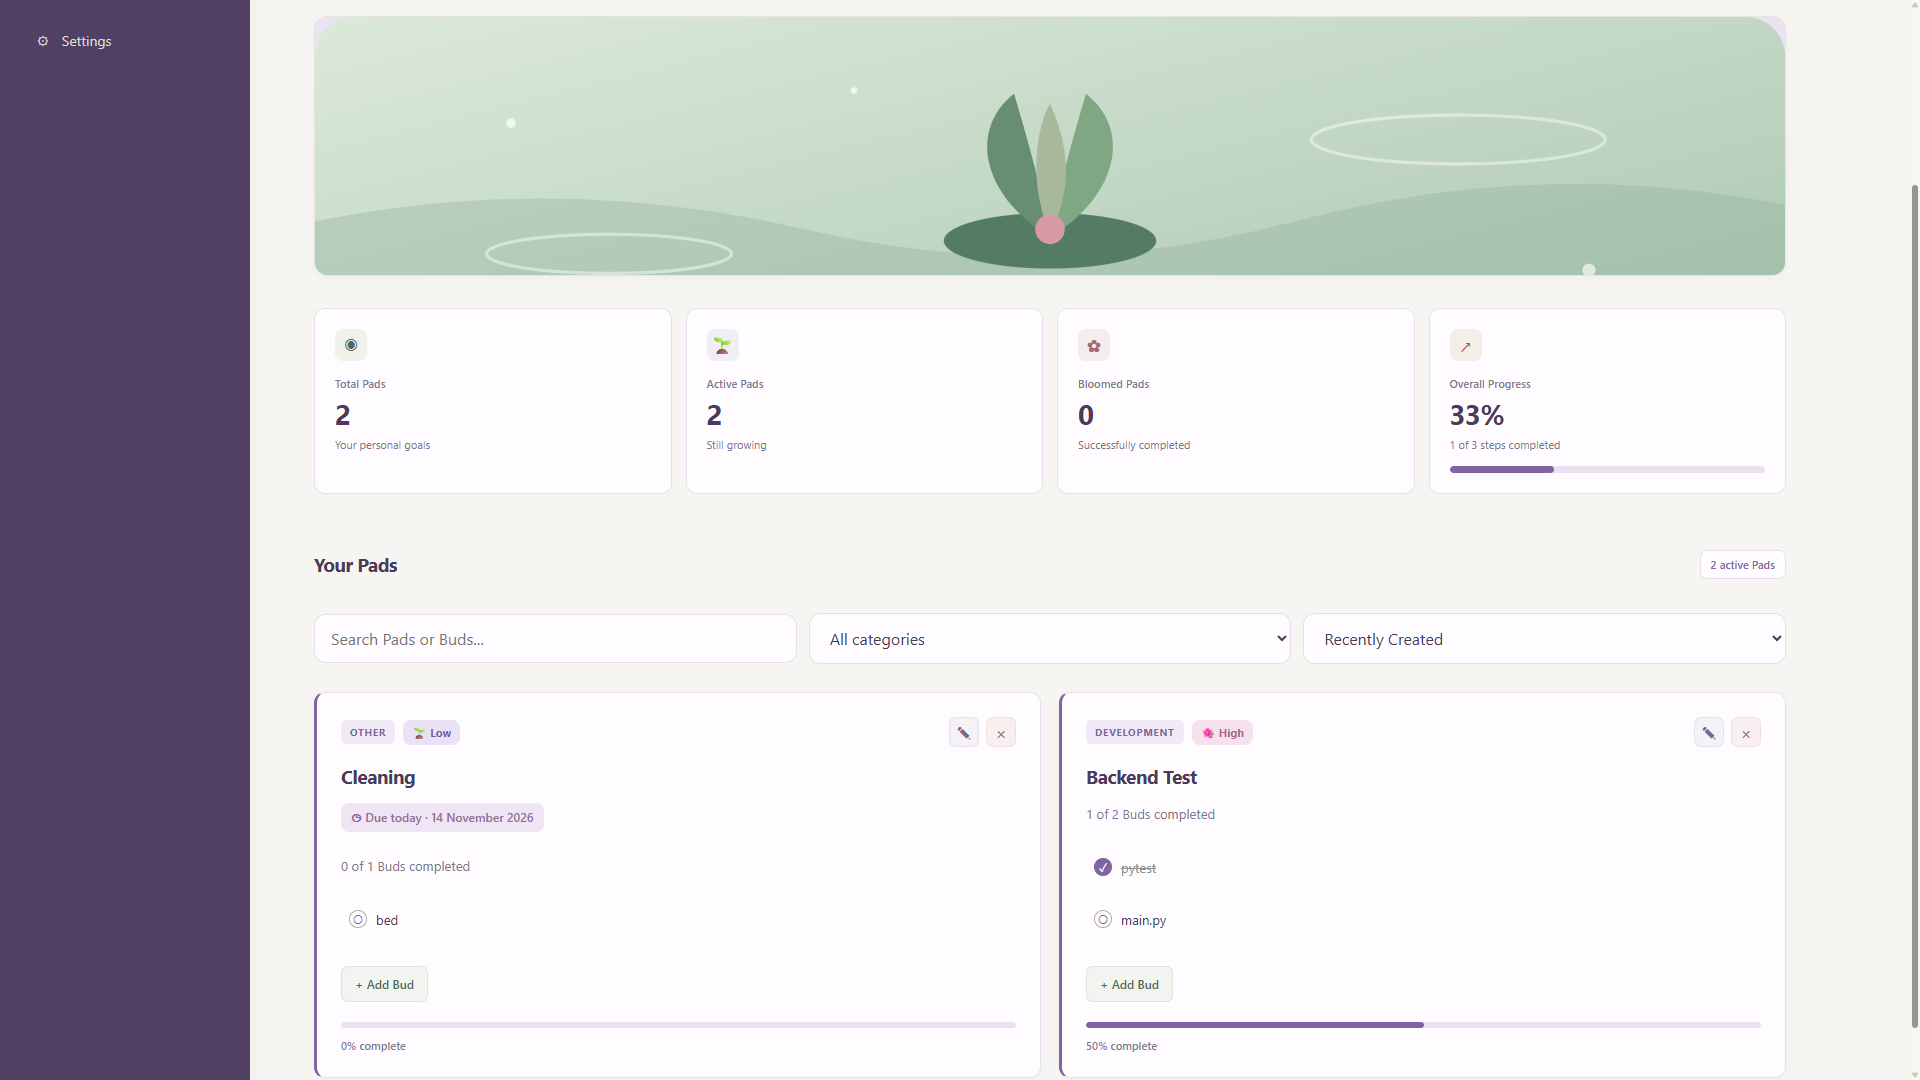 Settings
Total Pads
2
Your personal goals
Active Pads
2
Still growing
Bloomed Pads
0
Successfully completed
Overall Progress
33%
1 of 3 steps completed
Your Pads
2 active Pads
Search Pads or Buds...
All categories
Recently Created
OTHER
Low
Cleaning
Due today · 14 November 2026
0 of 1 Buds completed
bed
+ Add Bud
0% complete
DEVELOPMENT
High
Backend Test
1 of 2 Buds completed
pytest
main.py
+ Add Bud
50% complete